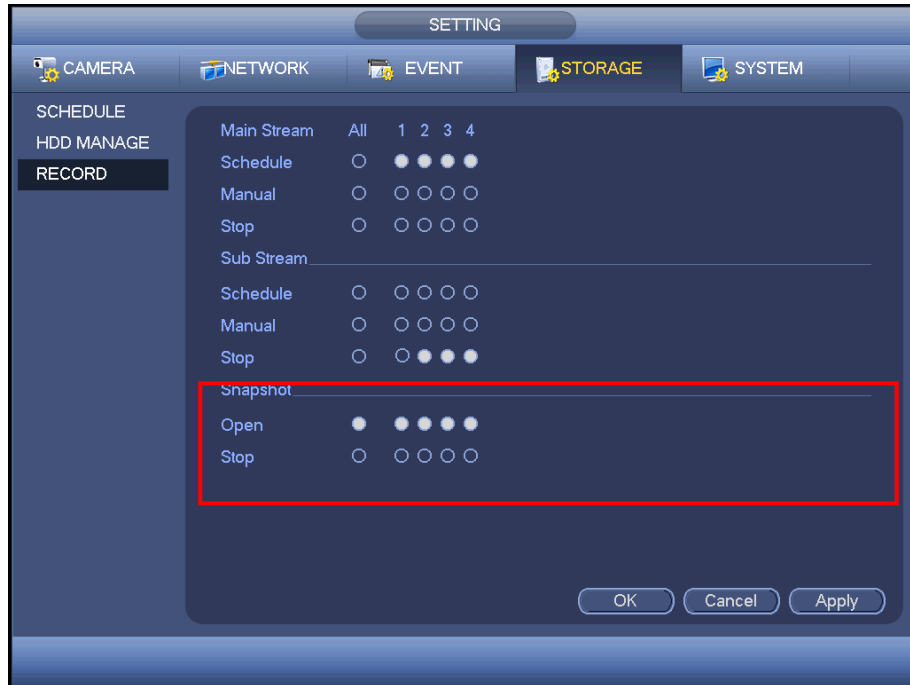 SETTING
CAMERA NETWORK EVENT STORAGE SYSTEM
SCHEDULE
HDD MANAGE
RECORD
Main Stream All 1 2 3 4
Schedule
Manual
Stop
Sub Stream
Schedule
Manual
Stop
Snapshot
Open
Stop
OK Cancel Apply